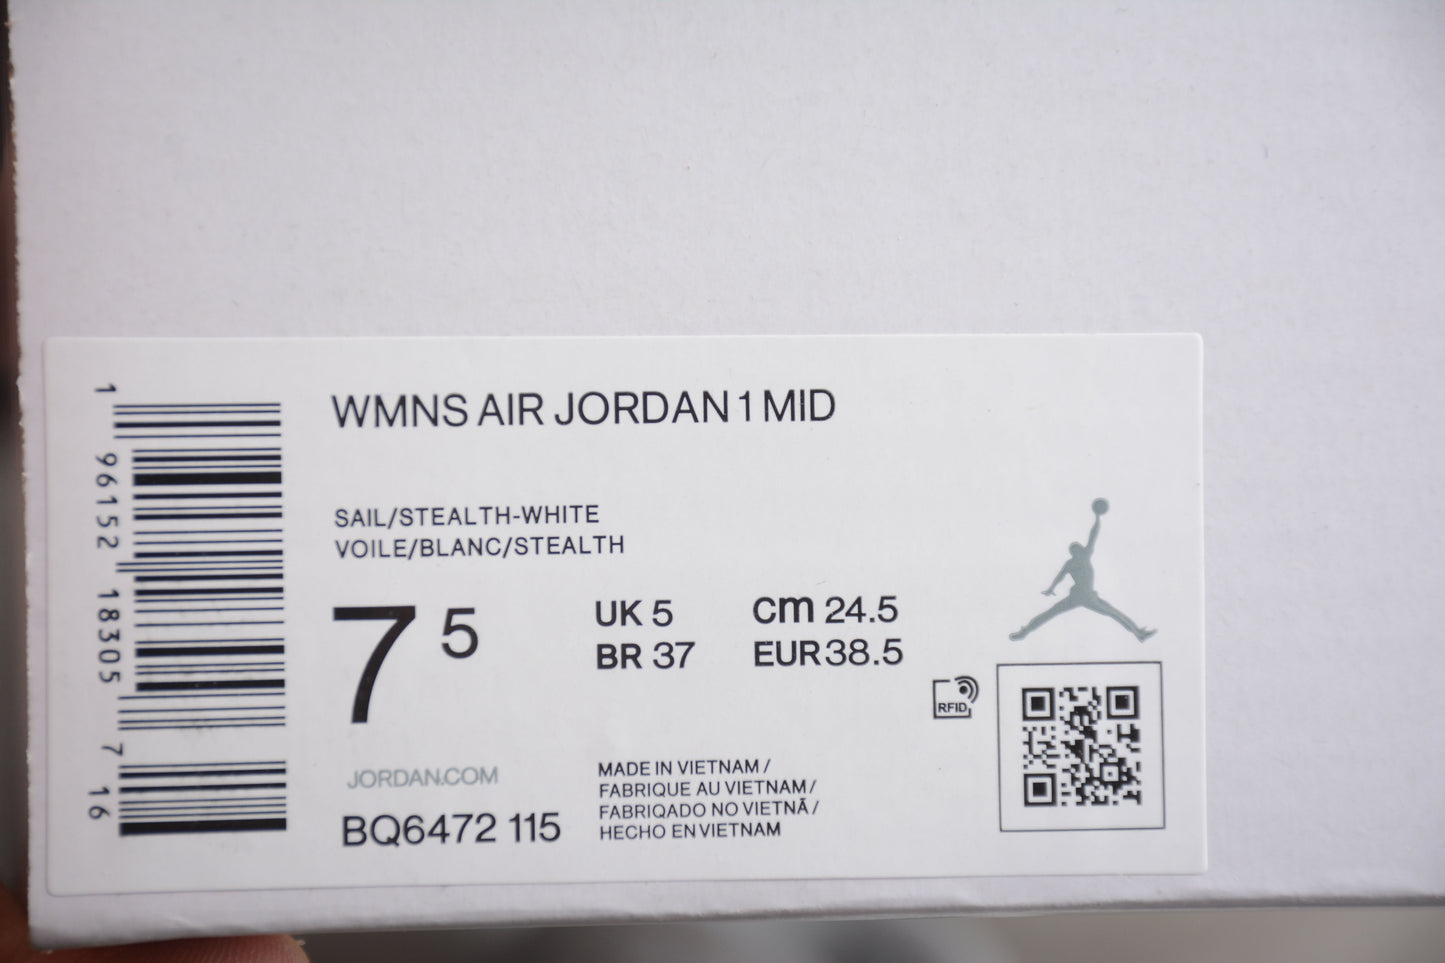 WMNS AIR JORDAN 1 MID
SAIL/STEALTH-WHITE
VOILE/BLANC/STEALTH
7 5
UK 5 cm 24.5
BR 37 EUR 38.5
RFID
JORDAN.COM
BQ6472 115
MADE IN VIETNAM /
FABRIQUE AU VIETNAM /
FABRIQADO NO VIETNÃ /
HECHO EN VIETNAM
1 96152 18305 7 16